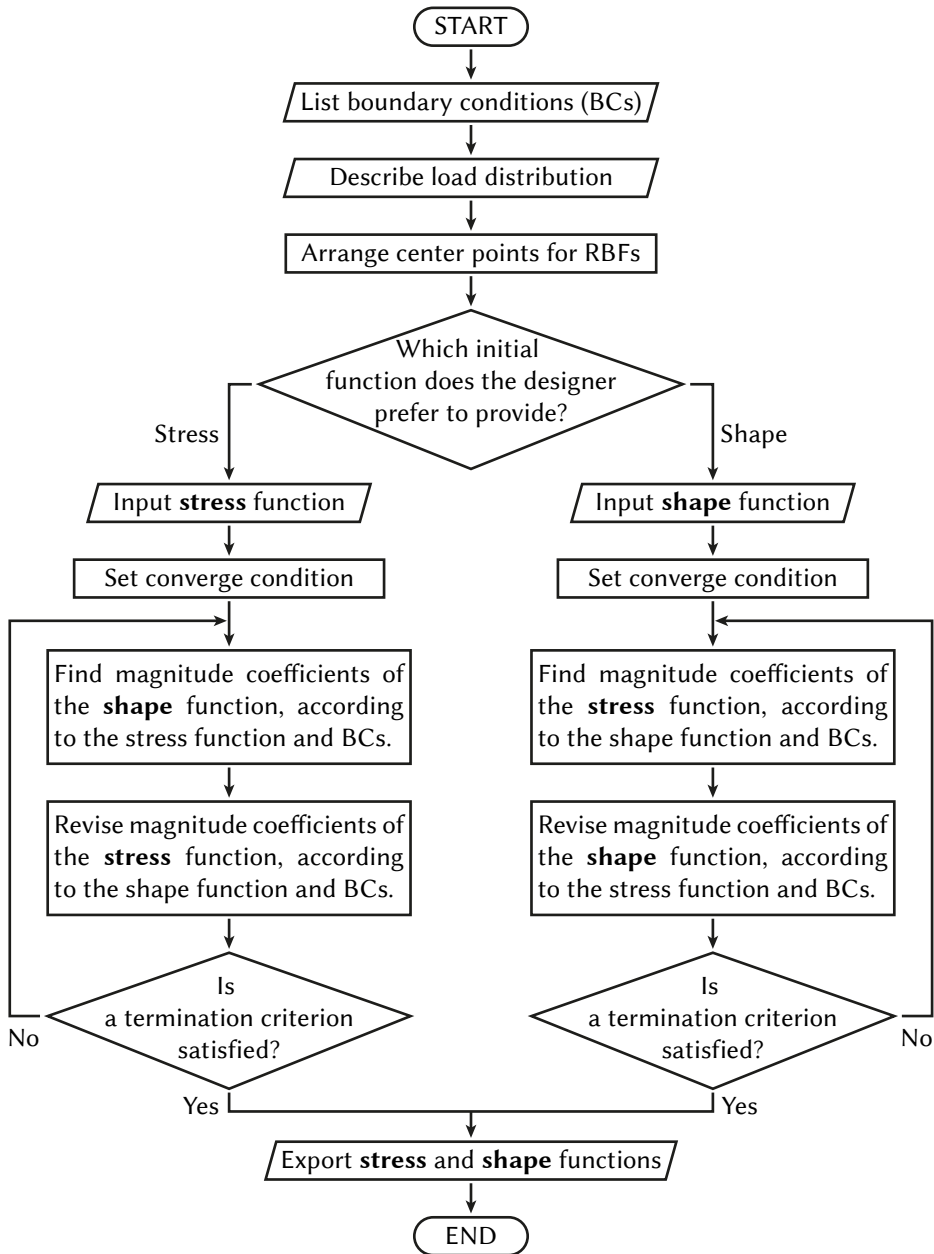 START
List boundary conditions (BCs)
Describe load distribution
Arrange center points for RBFs
Which initial
function does the designer
prefer to provide?
Stress
Shape
Input stress function
Set converge condition
Find magnitude coefficients of
the shape function, according
to the stress function and BCs.
Revise magnitude coefficients of
the stress function, according
to the shape function and BCs.
Is
a termination criterion
satisfied?
No
Yes
Input shape function
Set converge condition
Find magnitude coefficients of
the stress function, according
to the shape function and BCs.
Revise magnitude coefficients of
the shape function, according
to the stress function and BCs.
Is
a termination criterion
satisfied?
No
Yes
Export stress and shape functions
END